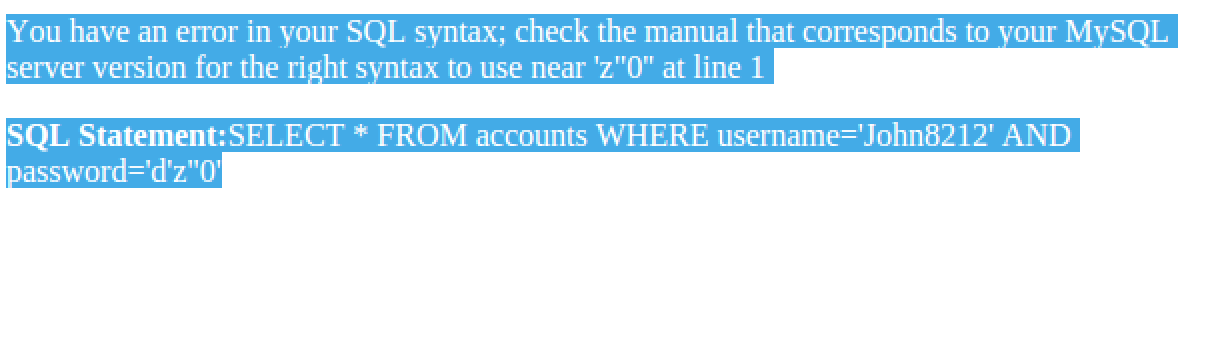 You have an error in your SQL syntax; check the manual that corresponds to your MySQL
server version for the right syntax to use near 'z"0" at line 1
SQL Statement:SELECT * FROM accounts WHERE username='John8212' AND
password='d'z"0'